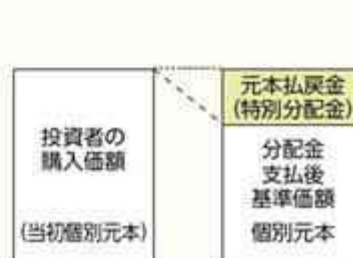 投資者の
購入価額
(当初個別元本)
元本払戻金
(特別分配金)
分配金
支払後
基準価額
個別元本